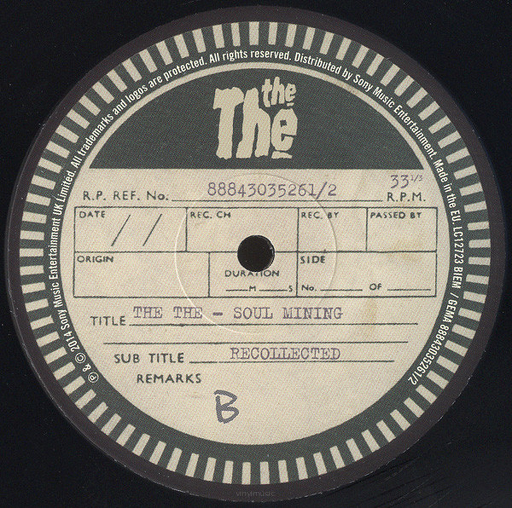 ℗ & © 2014 Sony Music Entertainment UK Limited. All trademarks and logos are protected. All rights reserved. Distributed by Sony Music Entertainment. Made in the EU. LC12723 BIEM / GEMA 88843035261/2
the
The
R.P. REF. No. 88843035261/2
33 1/3
R.P.M.
DATE REC. CH REC. BY PASSED BY
/ /
ORIGIN DURATION SIDE
M S No. OF
TITLE THE THE - SOUL MINING
SUB TITLE RECOLLECTED
REMARKS
B
vinylmusic